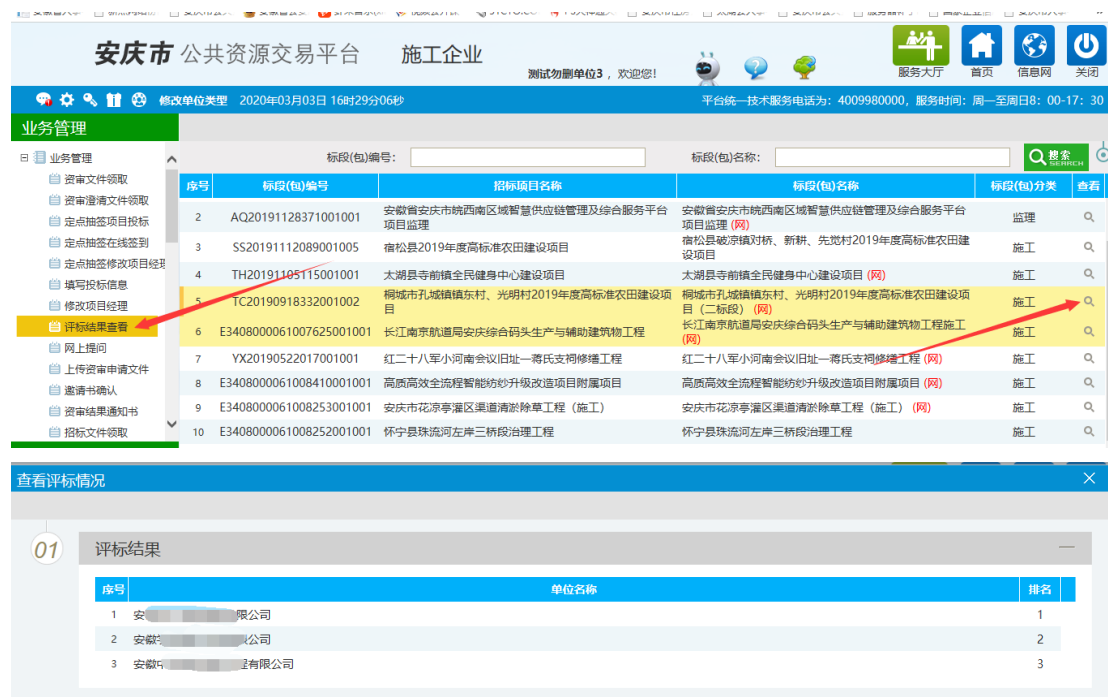 安庆市 公共资源交易平台 施工企业
测试勿删单位3，欢迎您!
服务大厅 首页 信息网 关闭
修改单位类型 2020年03月03日 16时29分06秒 平台统一技术服务电话为：4009980000，服务时间：周一至周日8：00-17：30
业务管理
业务管理 标段(包)编号： 标段(包)名称： 搜索 SEARCH
资审文件领取
资审澄清文件领取
定点抽签项目投标
定点抽签在线签到
定点抽签修改项目经理
填写投标信息
修改项目经理
评标结果查看
网上提问
上传资审申请文件
邀请书确认
资审结果通知书
招标文件领取
序号 标段(包)编号 招标项目名称 标段(包)名称 标段(包)分类 查看
2 AQ20191128371001001 安徽省安庆市皖西南区域智慧供应链管理及综合服务平台项目监理 安徽省安庆市皖西南区域智慧供应链管理及综合服务平台项目监理 (网) 监理
3 SS20191112089001005 宿松县2019年度高标准农田建设项目 宿松县破凉镇对桥、新耕、先觉村2019年度高标准农田建设项目 施工
4 TH20191105115001001 太湖县寺前镇全民健身中心建设项目 太湖县寺前镇全民健身中心建设项目 (网) 施工
5 TC20190918332001002 桐城市孔城镇镇东村、光明村2019年度高标准农田建设项目 桐城市孔城镇镇东村、光明村2019年度高标准农田建设项目（二标段） (网) 施工
6 E3408000061007625001001 长江南京航道局安庆综合码头生产与辅助建筑物工程 长江南京航道局安庆综合码头生产与辅助建筑物工程施工 (网) 施工
7 YX20190522017001001 红二十八军小河南会议旧址—蒋氏支祠修缮工程 红二十八军小河南会议旧址—蒋氏支祠修缮工程 (网) 施工
8 E3408000061008410001001 高质高效全流程智能纺纱升级改造项目附属项目 高质高效全流程智能纺纱升级改造项目附属项目 (网) 施工
9 E3408000061008253001001 安庆市花凉亭灌区渠道清淤除草工程（施工） 安庆市花凉亭灌区渠道清淤除草工程（施工） (网) 施工
10 E3408000061008252001001 怀宁县珠流河左岸三桥段治理工程 怀宁县珠流河左岸三桥段治理工程 施工
查看评标情况
01 评标结果
序号 单位名称 排名
1 安 限公司 1
2 安徽 公司 2
3 安徽 有限公司 3